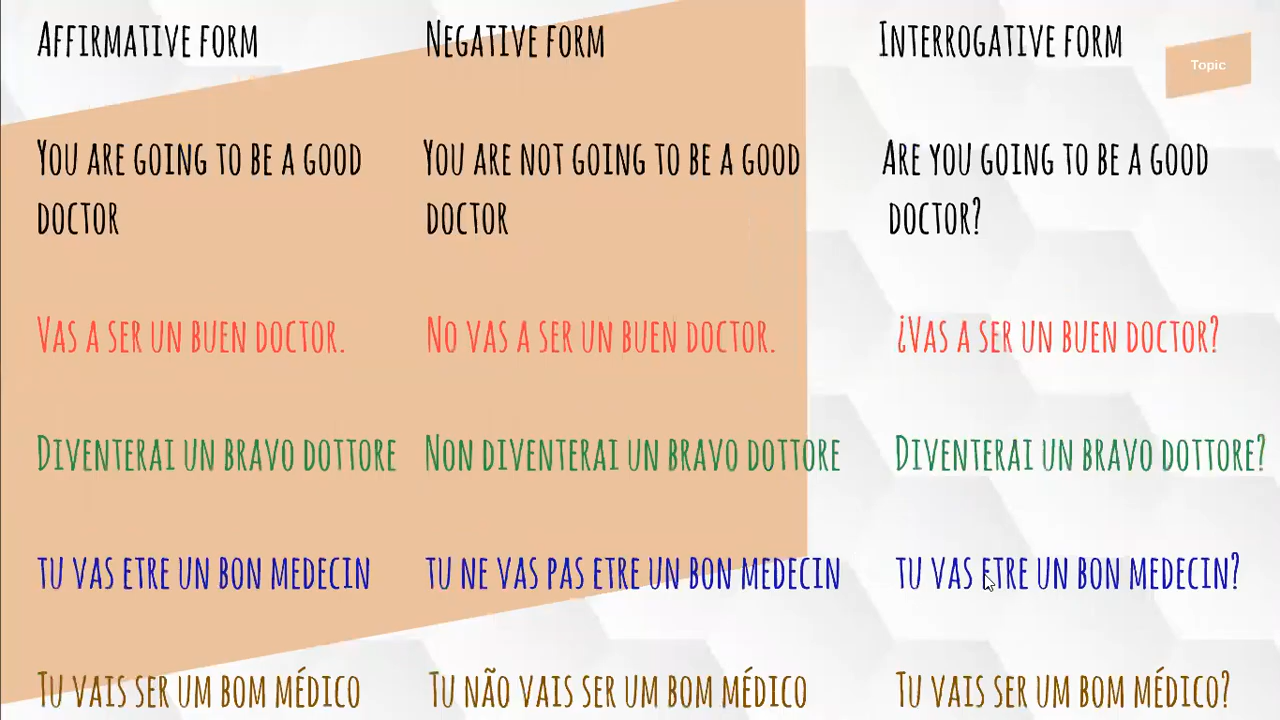 Affirmative form
Negative form
Interrogative form
Topic
You are going to be a good
doctor
You are not going to be a good
doctor
Are you going to be a good
doctor?
Vas a ser un buen doctor.
No vas a ser un buen doctor.
¿Vas a ser un buen doctor?
Diventerai un bravo dottore
Non diventerai un bravo dottore
Diventerai un bravo dottore?
tu vas etre un bon medecin
tu ne vas pas etre un bon medecin
tu vas etre un bon medecin?
Tu vais ser um bom médico
Tu não vais ser um bom médico
Tu vais ser um bom médico?